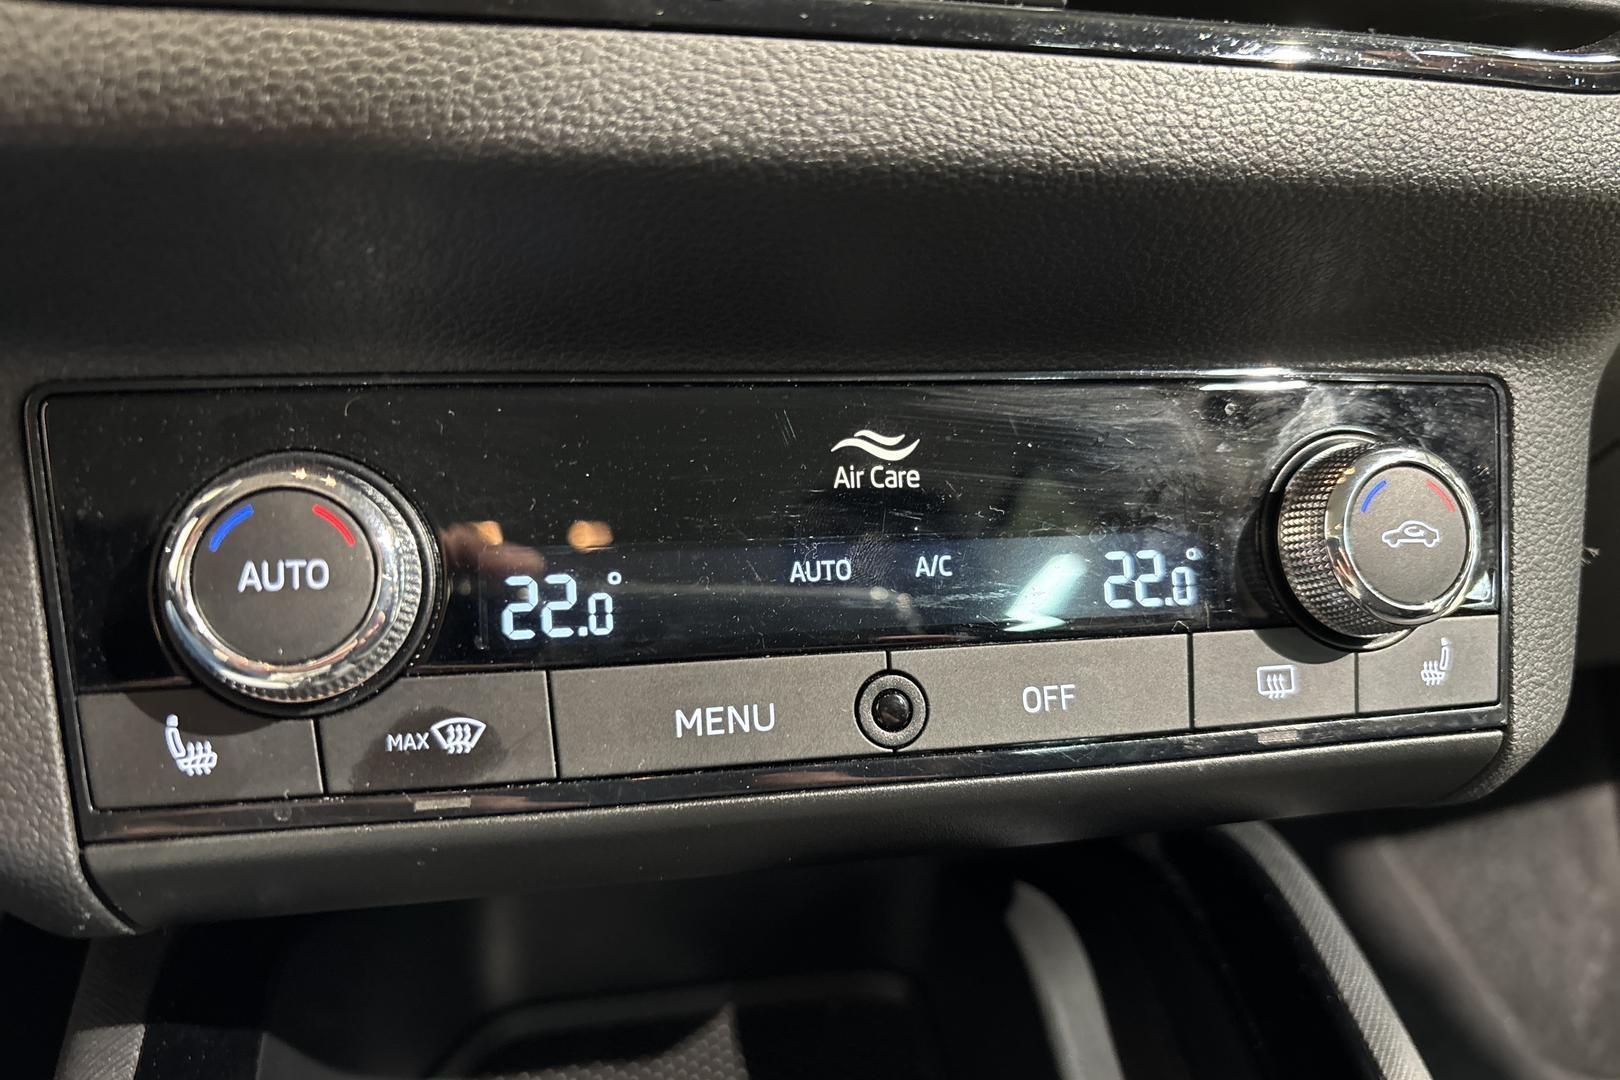 Air Care
AUTO
22.0°
AUTO
A/C
22.0°
MAX
MENU
OFF